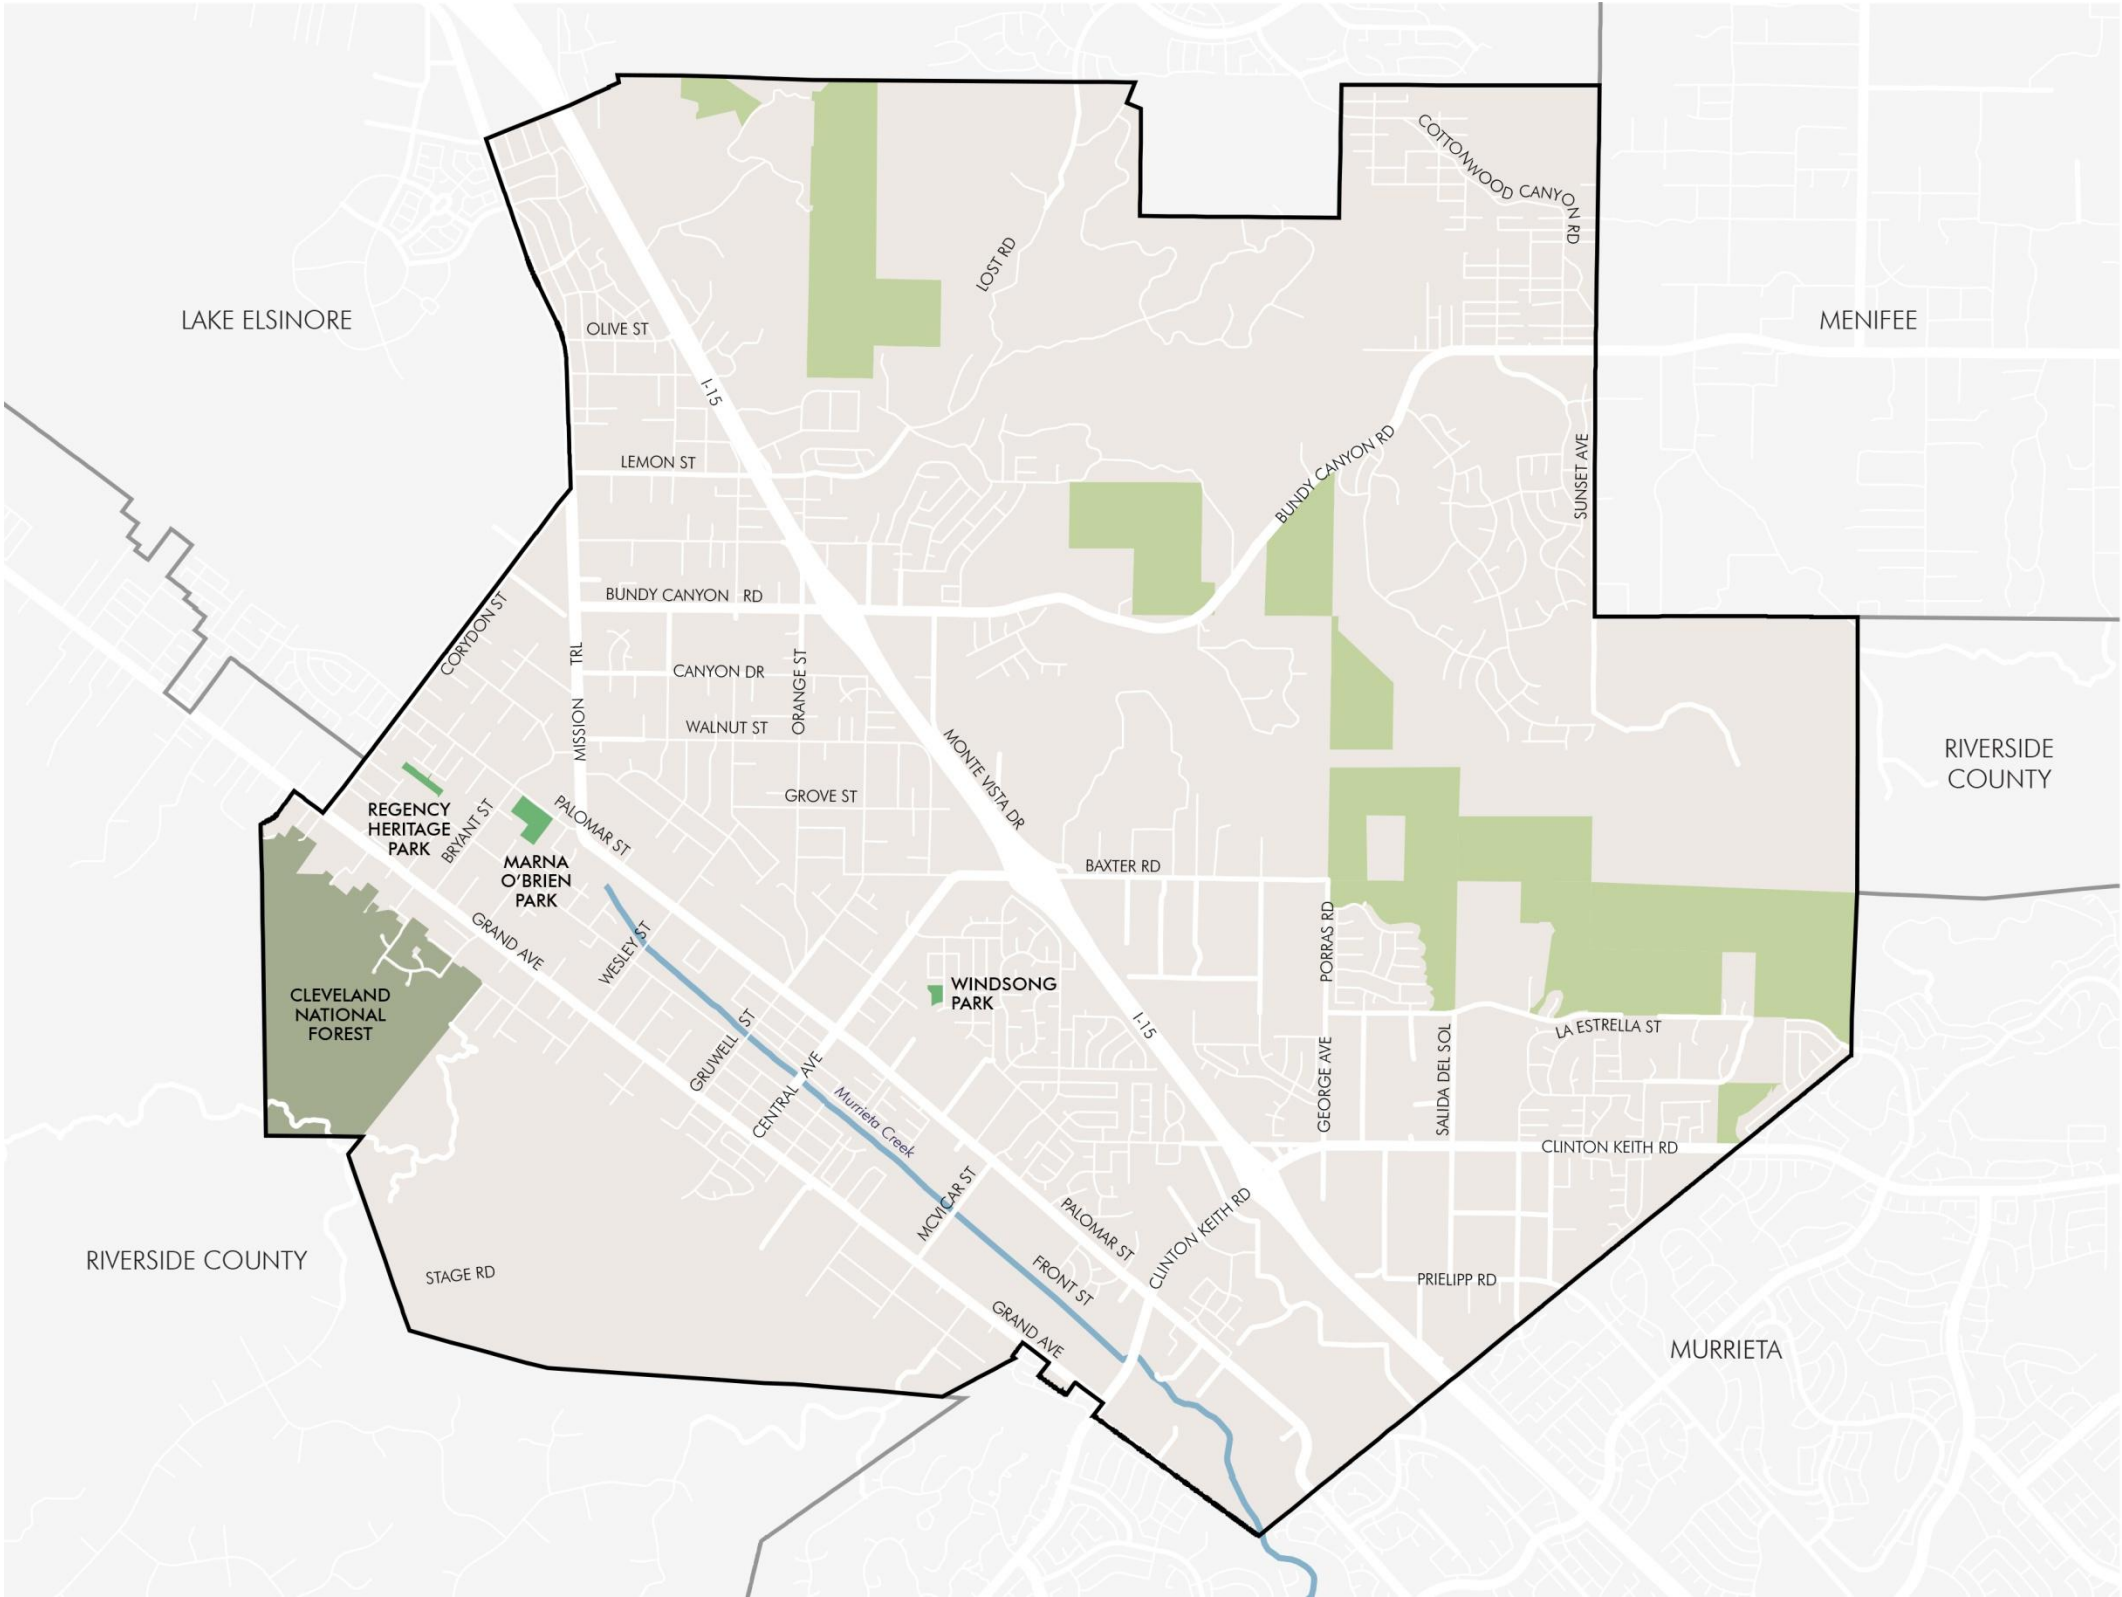 COTTONWOOD CANYON RD
LOST RD
LAKE ELSINORE
OLIVE ST
MENIFEE
I-15
LEMON ST
BUNDY CANYON RD
SUNSET AVE
BUNDY CANYON RD
CORYDON ST
MISSION TRL
CANYON DR
ORANGE ST
WALNUT ST
MONTE VISTA DR
RIVERSIDE
COUNTY
GROVE ST
REGENCY
HERITAGE
PARK
BRYANT ST
PALOMAR ST
MARNA
O'BRIEN
PARK
BAXTER RD
GRAND AVE
WESLEY ST
PORRAS RD
CLEVELAND
NATIONAL
FOREST
WINDSONG
PARK
I-15
LA ESTRELLA ST
GRUWELL ST
CENTRAL AVE
GEORGE AVE
SALIDA DEL SOL
Murrieta Creek
CLINTON KEITH RD
MCVICAR ST
PALOMAR ST
CLINTON KEITH RD
RIVERSIDE COUNTY
STAGE RD
FRONT ST
PRIELIPP RD
GRAND AVE
MURRIETA